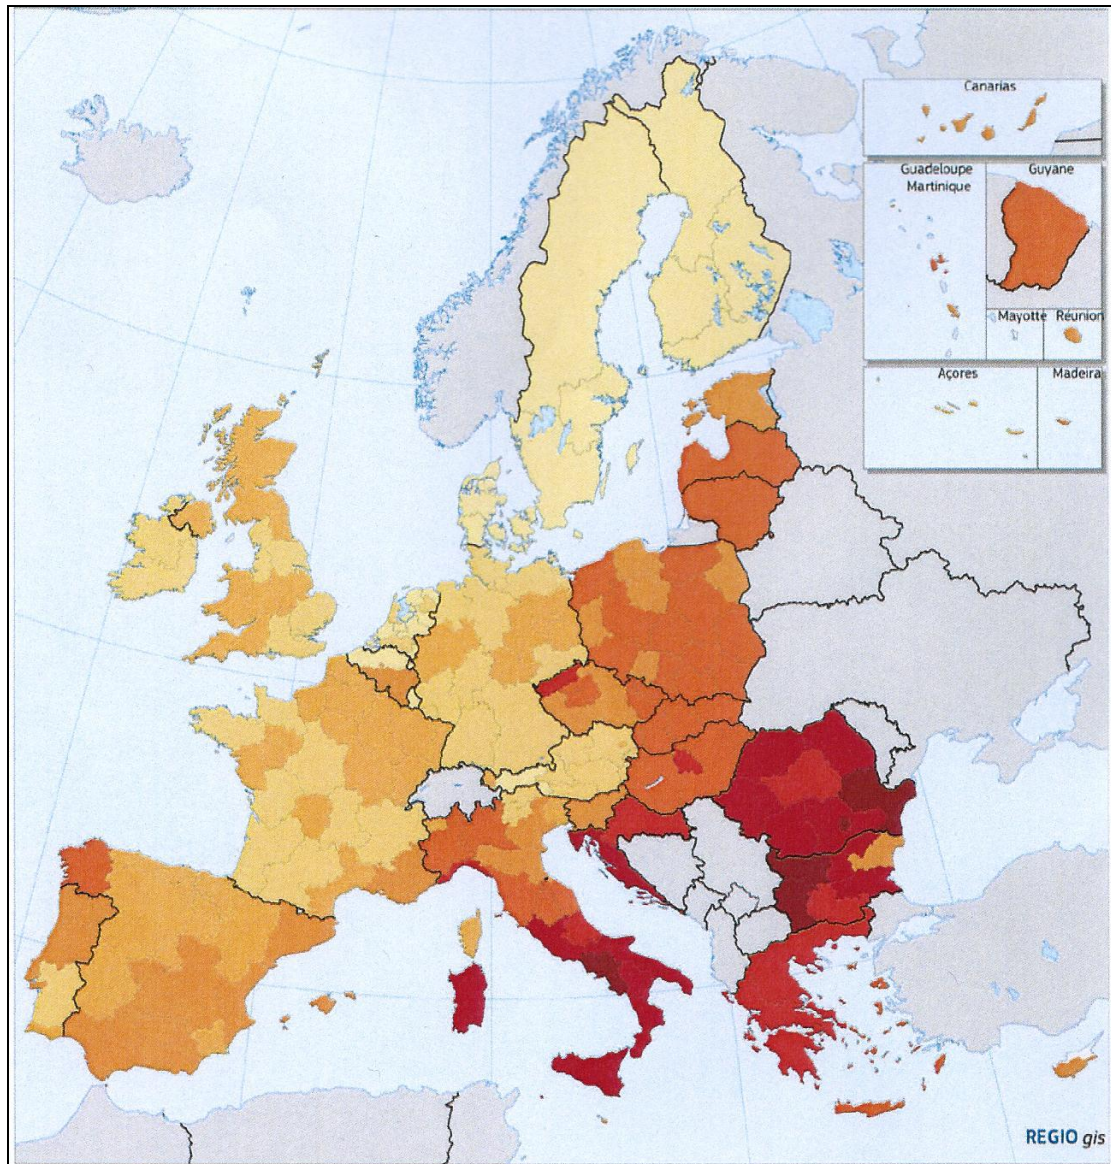 Canarias
Guadeloupe
Martinique
Guyane
Mayotte
Réunion
Açores
Madeira
REGIO gis